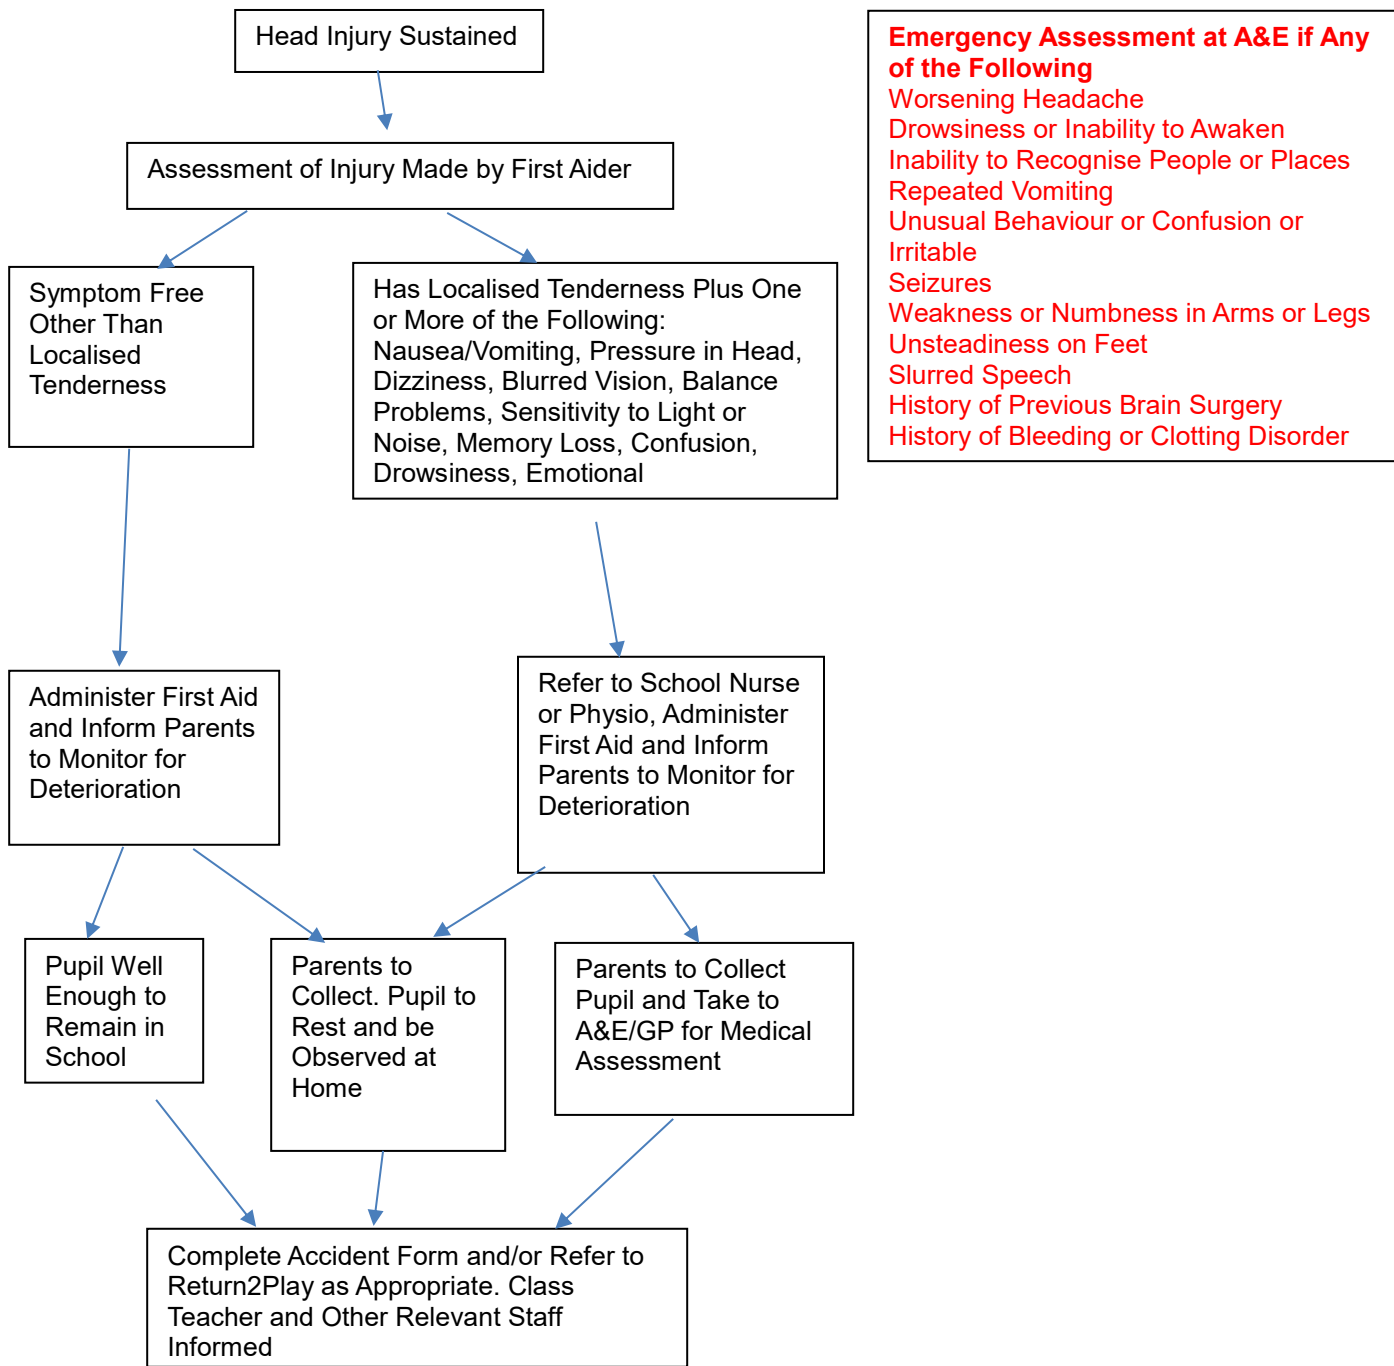 Head Injury Sustained
Emergency Assessment at A&E if Any
of the Following
Worsening Headache
Drowsiness or Inability to Awaken
Inability to Recognise People or Places
Repeated Vomiting
Unusual Behaviour or Confusion or
Irritable
Seizures
Weakness or Numbness in Arms or Legs
Unsteadiness on Feet
Slurred Speech
History of Previous Brain Surgery
History of Bleeding or Clotting Disorder
Assessment of Injury Made by First Aider
Symptom Free
Other Than
Localised
Tenderness
Has Localised Tenderness Plus One
or More of the Following:
Nausea/Vomiting, Pressure in Head,
Dizziness, Blurred Vision, Balance
Problems, Sensitivity to Light or
Noise, Memory Loss, Confusion,
Drowsiness, Emotional
Administer First Aid
and Inform Parents
to Monitor for
Deterioration
Refer to School Nurse
or Physio, Administer
First Aid and Inform
Parents to Monitor for
Deterioration
Pupil Well
Enough to
Remain in
School
Parents to
Collect. Pupil to
Rest and be
Observed at
Home
Parents to Collect
Pupil and Take to
A&E/GP for Medical
Assessment
Complete Accident Form and/or Refer to
Return2Play as Appropriate. Class
Teacher and Other Relevant Staff
Informed